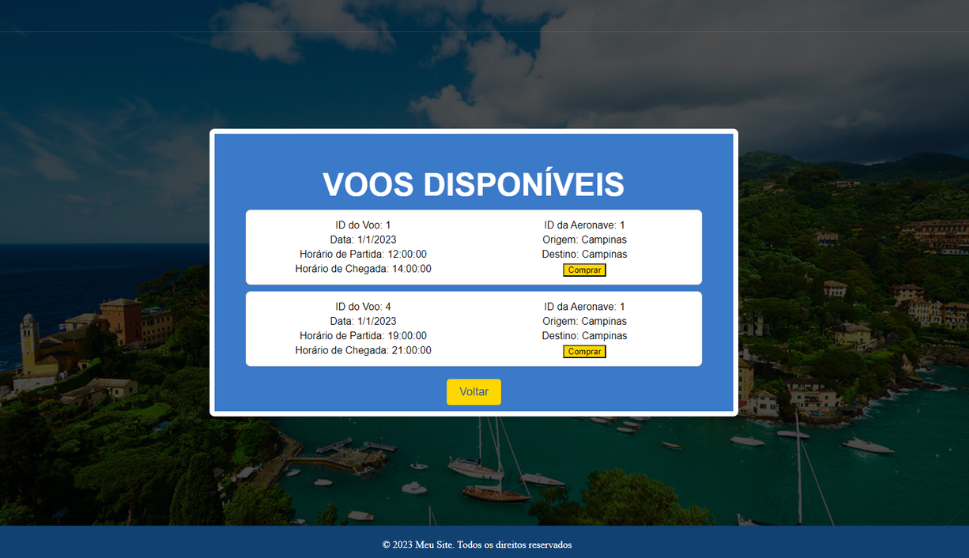 VOOS DISPONÍVEIS
ID do Voo: 1
Data: 1/1/2023
Horário de Partida: 12:00:00
Horário de Chegada: 14:00:00
ID da Aeronave: 1
Origem: Campinas
Destino: Campinas
Comprar
ID do Voo: 4
Data: 1/1/2023
Horário de Partida: 19:00:00
Horário de Chegada: 21:00:00
ID da Aeronave: 1
Origem: Campinas
Destino: Campinas
Comprar
Voltar
© 2023 Meu Site. Todos os direitos reservados